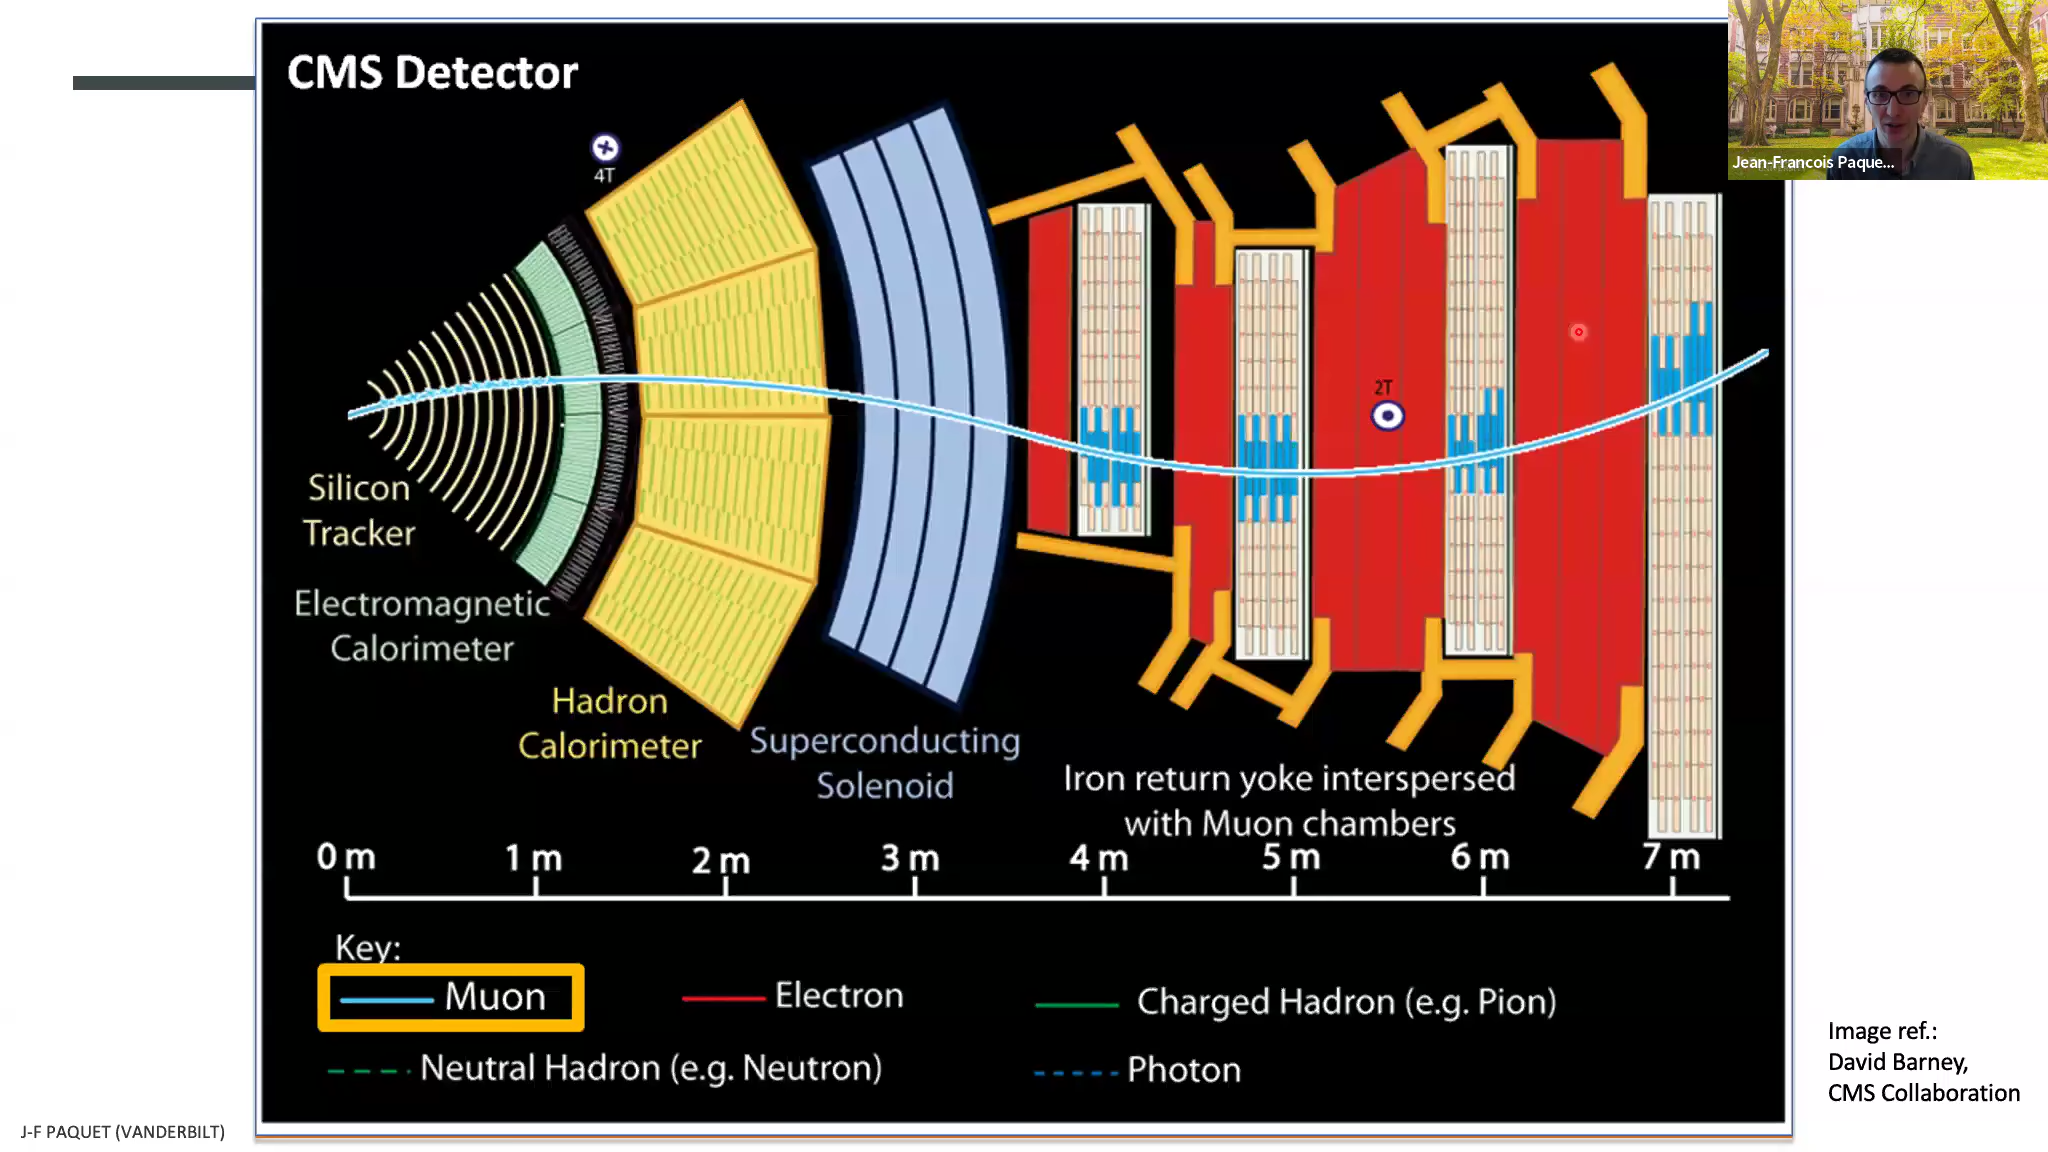 CMS Detector
Jean-Francois Paque...
4T
2T
Silicon
Tracker
Electromagnetic
Calorimeter
Hadron
Calorimeter
Superconducting
Solenoid
Iron return yoke interspersed
with Muon chambers
0 m 1 m 2 m 3 m 4 m 5 m 6 m 7 m
Key:
Muon Electron Charged Hadron (e.g. Pion)
Neutral Hadron (e.g. Neutron) Photon
Image ref.:
David Barney,
CMS Collaboration
J-F PAQUET (VANDERBILT)